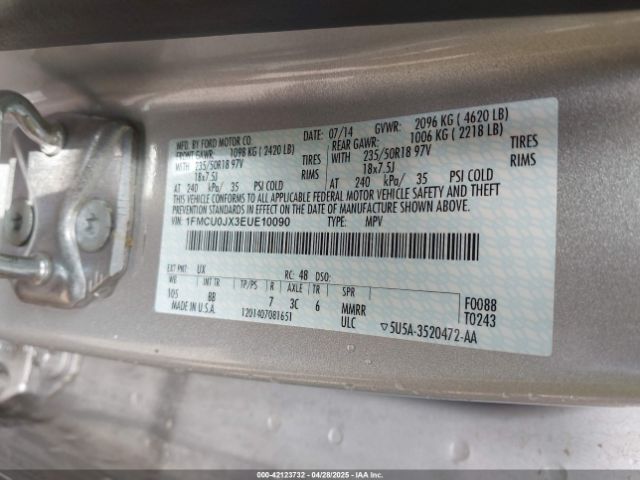 MFD. BY FORD MOTOR CO. DATE: 07/14 GVWR: 2096 KG ( 4620 LB)
FRONT GAWR: 1098 KG ( 2420 LB) REAR GAWR: 1006 KG ( 2218 LB)
WITH 235/50R18 97V TIRES WITH 235/50R18 97V TIRES
18x7.5J RIMS 18x7.5J RIMS
AT 240 kPa/ 35 PSI COLD AT 240 kPa/ 35 PSI COLD
THIS VEHICLE CONFORMS TO ALL APPLICABLE FEDERAL MOTOR VEHICLE SAFETY AND THEFT
PREVENTION STANDARDS IN EFFECT ON THE DATE OF MANUFACTURE SHOWN ABOVE.
VIN: 1FMCU0JX3EUE10090 TYPE: MPV
EXT PNT: UX RC: 48 DSO:
WB INT TR TP/PS R AXLE TR SPR
105 BB 7 3C 6 MMRR F0088
MADE IN U.S.A. 1201407081651 ULC T0243
5U5A-3520472-AA
000-42123732 - 04/28/2025 - IAAI.COM